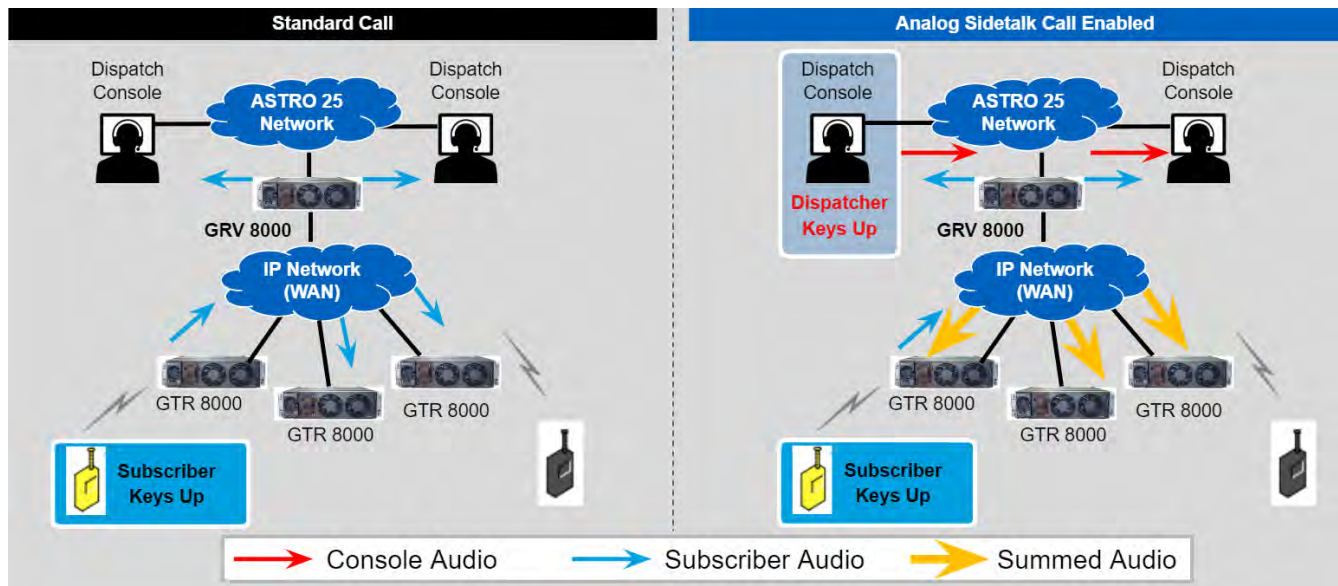 Standard Call
Dispatch
Console
Dispatch
Console
ASTRO 25
Network
GRV 8000
IP Network
(WAN)
GTR 8000
GTR 8000
GTR 8000
Subscriber
Keys Up
Analog Sidetalk Call Enabled
Dispatch
Console
Dispatch
Console
ASTRO 25
Network
Dispatcher
Keys Up
GRV 8000
IP Network
(WAN)
GTR 8000
GTR 8000
GTR 8000
Subscriber
Keys Up
Console Audio
Subscriber Audio
Summed Audio